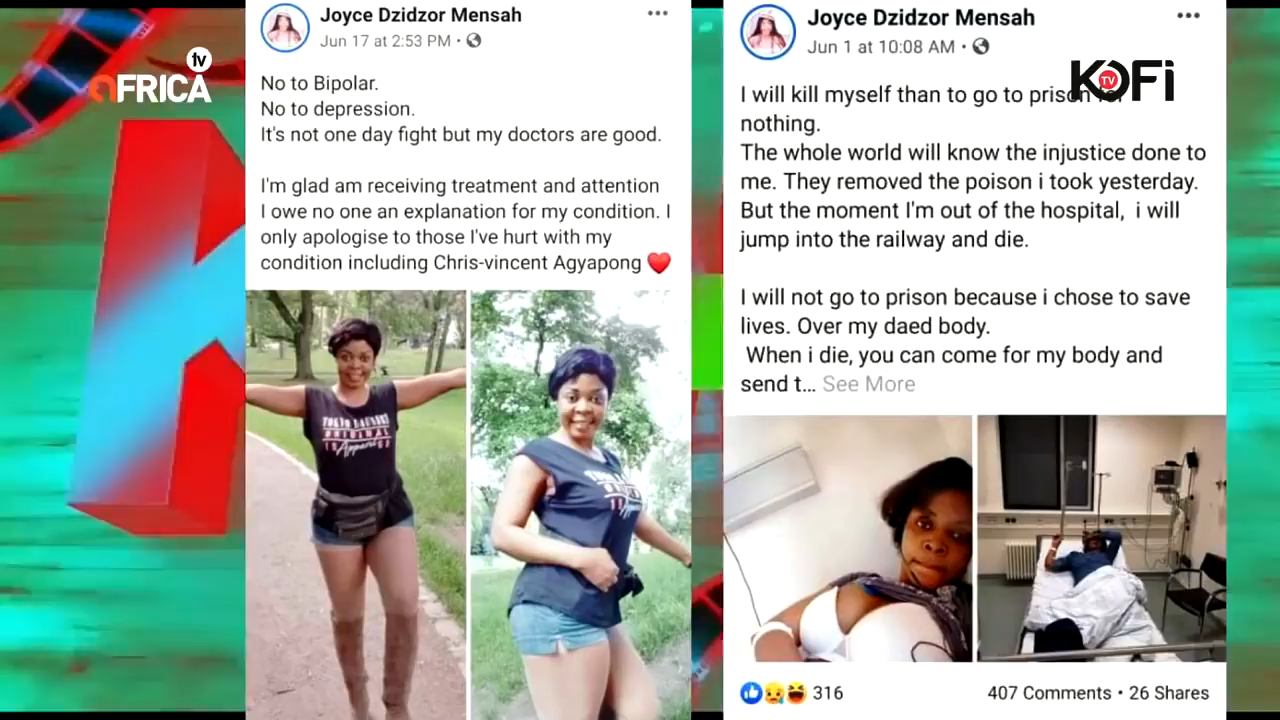 tv
aFRICA
Joyce Dzidzor Mensah
Jun 17 at 2:53 PM
No to Bipolar.
No to depression.
It's not one day fight but my doctors are good.
I'm glad am receiving treatment and attention
I owe no one an explanation for my condition. I
only apologise to those I've hurt with my
condition including Chris-vincent Agyapong ❤️
ORIGINAL
Apparel
Joyce Dzidzor Mensah
Jun 1 at 10:08 AM
KOFi
TV
I will kill myself than to go to prison for
nothing.
The whole world will know the injustice done to
me. They removed the poison i took yesterday.
But the moment I'm out of the hospital, i will
jump into the railway and die.
I will not go to prison because i chose to save
lives. Over my daed body.
When i die, you can come for my body and
send t... See More
316
407 Comments • 26 Shares